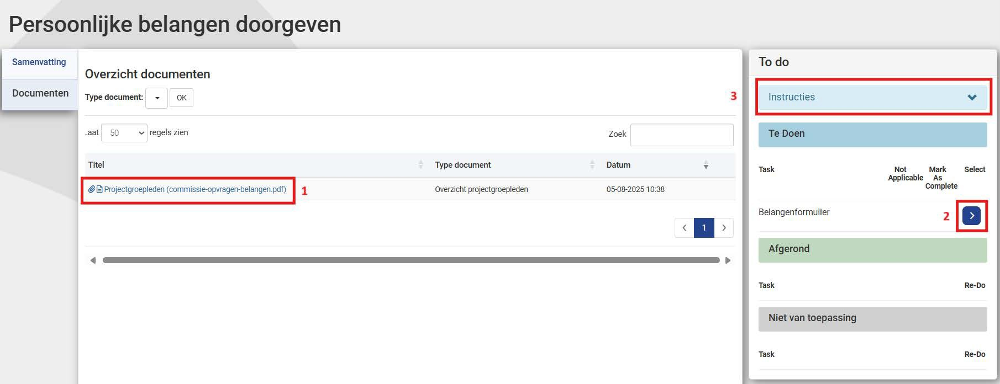 Persoonlijke belangen doorgeven
Samenvatting
Documenten
Overzicht documenten
Type document: OK
Laat 50 regels zien
Zoek
Titel Type document Datum
Projectgroepleden (commissie-opvragen-belangen.pdf) 1 Overzicht projectgroepleden 05-08-2025 10:38
1
To do
3 Instructies
Te Doen
Task Not Applicable Mark As Complete Select
Belangenformulier 2
Afgerond
Task Re-Do
Niet van toepassing
Task Re-Do